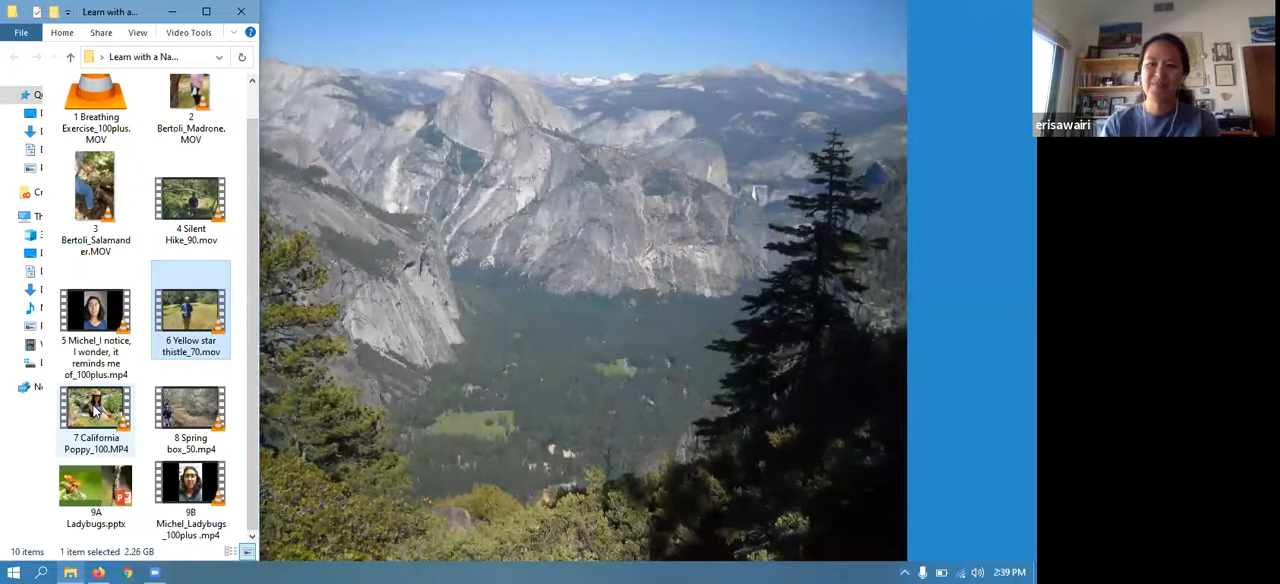 Learn with a...
File Home Share View Video Tools
Learn with a Na...
1 Breathing
Exercise_100plus.
MOV
2
Bertoli_Madrone.
MOV
3
Bertoli_Salamand
er.MOV
4 Silent
Hike_90.mov
5 Michel_I notice,
I wonder, it
reminds me
of_100plus.mp4
6 Yellow star
thistle_70.mov
7 California
Poppy_100.MP4
8 Spring
box_50.mp4
9A
Ladybugs.pptx
9B
Michel_Ladybugs
_100plus .mp4
10 items 1 item selected 2.26 GB
erisawairi
2:39 PM